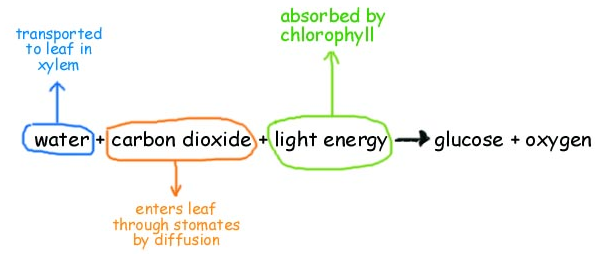 absorbed by
chlorophyll
transported
to leaf in
xylem
water + carbon dioxide + light energy → glucose + oxygen
enters leaf
through stomates
by diffusion